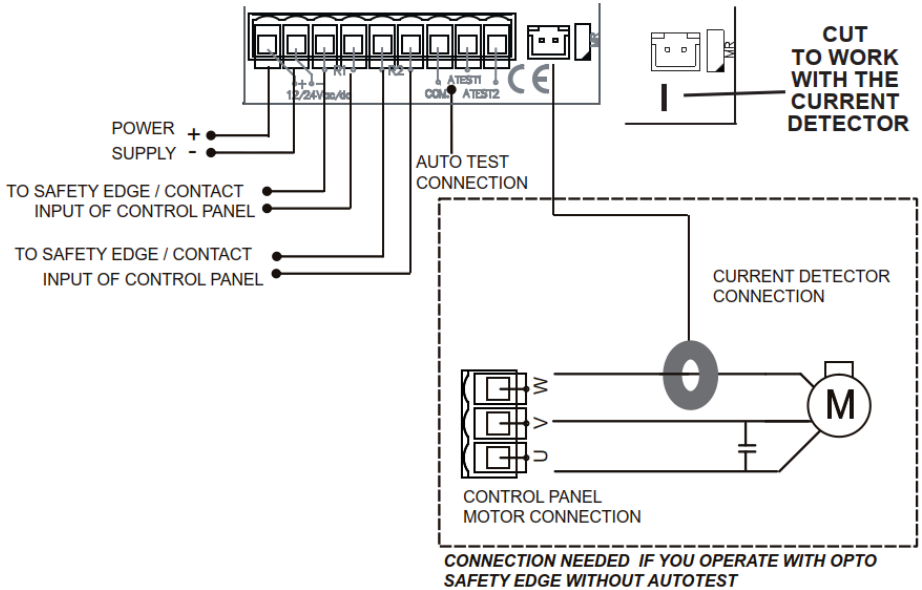 MR
MR
CUT
TO WORK
WITH THE
CURRENT
DETECTOR
R1
R2
ATEST1
+ -
12/24Vac/dc
COM.
ATEST2
CE
POWER +
SUPPLY -
AUTO TEST
CONNECTION
TO SAFETY EDGE / CONTACT
INPUT OF CONTROL PANEL
TO SAFETY EDGE / CONTACT
INPUT OF CONTROL PANEL
CURRENT DETECTOR
CONNECTION
W
V
U
M
CONTROL PANEL
MOTOR CONNECTION
CONNECTION NEEDED IF YOU OPERATE WITH OPTO
SAFETY EDGE WITHOUT AUTOTEST